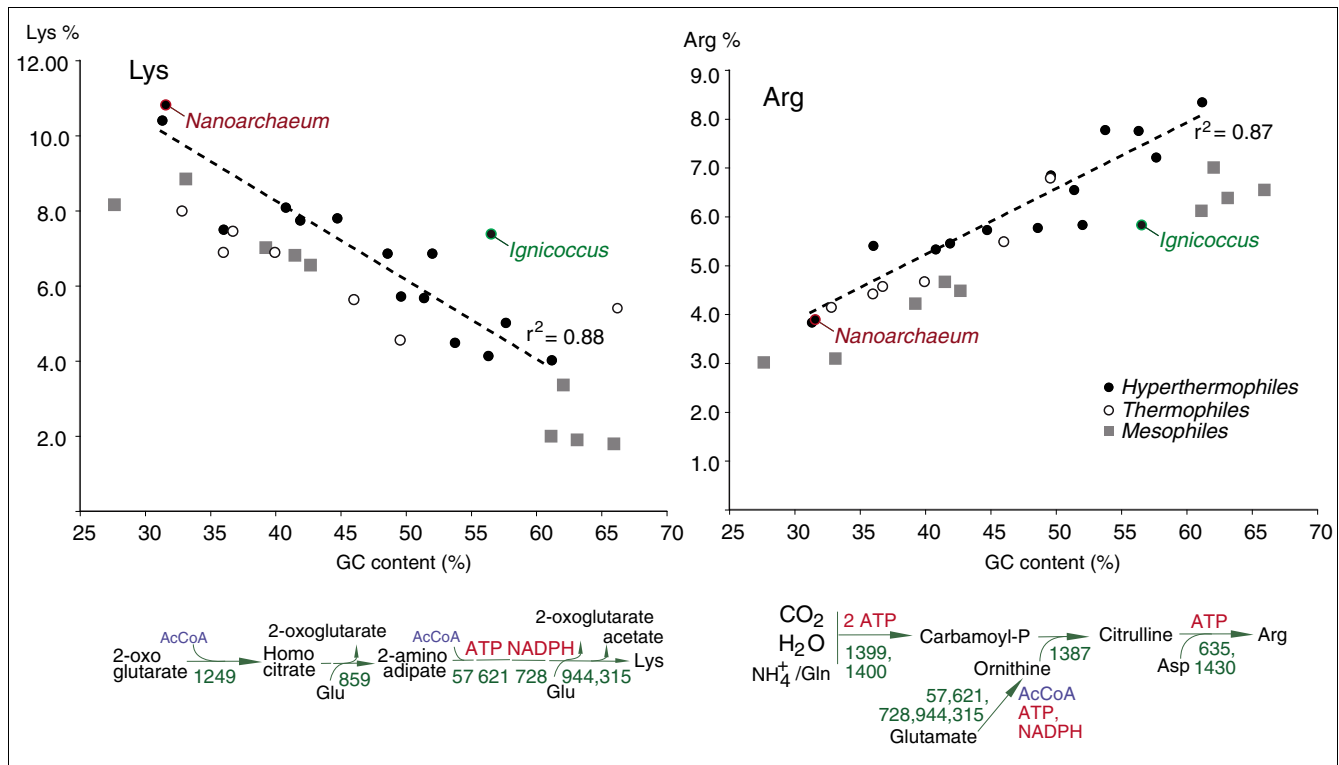 Lys %
12.00
10.0
8.0
6.0
4.0
2.0
Lys
Nanoarchaeum
Ignicoccus
r2 = 0.88
25 30 35 40 45 50 55 60 65 70
GC content (%)
Arg %
9.0
8.0
7.0
6.0
5.0
4.0
3.0
2.0
1.0
Arg
r2 = 0.87
Ignicoccus
Nanoarchaeum
Hyperthermophiles
Thermophiles
Mesophiles
25 30 35 40 45 50 55 60 65 70
GC content (%)
2-oxo
glutarate
AcCoA
1249
Homo
citrate
2-oxoglutarate
Glu
859
2-amino
adipate
AcCoA
ATP NADPH
57 621 728 944,315
Glu
2-oxoglutarate
acetate
Lys
CO2
H2O
NH4+ /Gln
2 ATP
1399,
1400
Carbamoyl-P
Ornithine
1387
57,621,
728,944,315
Glutamate
AcCoA
ATP,
NADPH
Citrulline
ATP
Asp
635,
1430
Arg